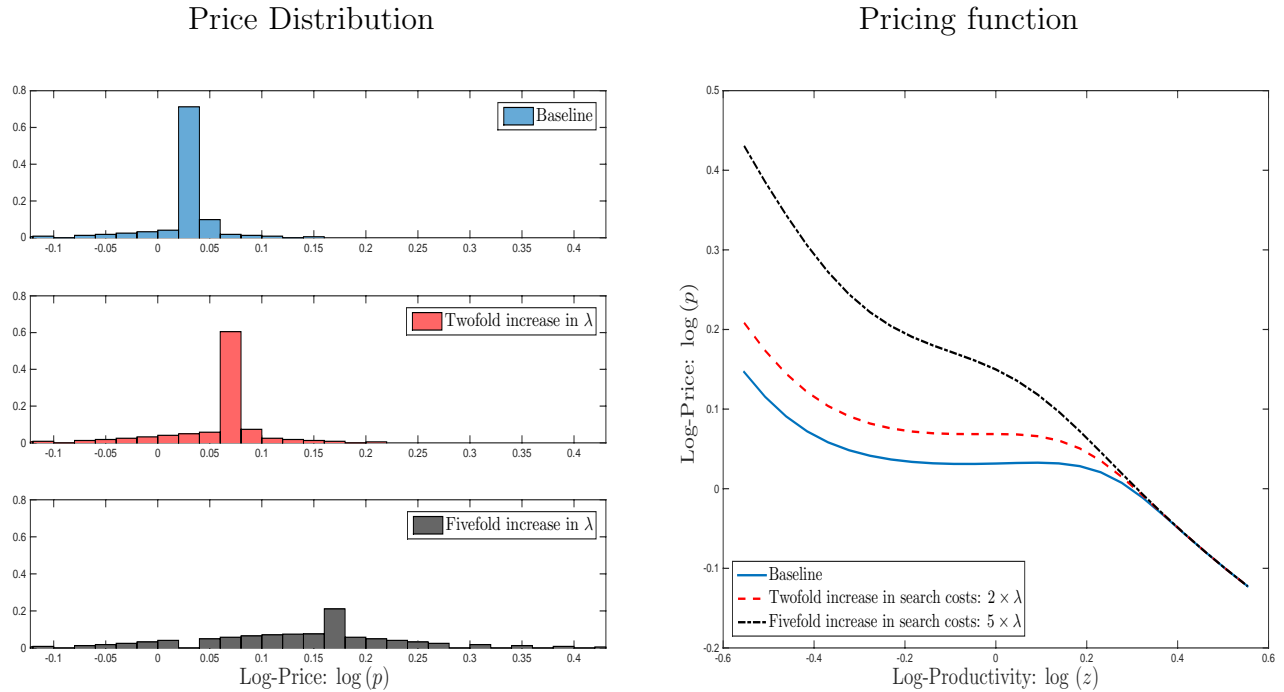 Price Distribution
0.8
0.6
0.4
0.2
0
Baseline
-0.1 -0.05 0 0.05 0.1 0.15 0.2 0.25 0.3 0.35 0.4
0.8
0.6
0.4
0.2
0
Twofold increase in λ
-0.1 -0.05 0 0.05 0.1 0.15 0.2 0.25 0.3 0.35 0.4
0.8
0.6
0.4
0.2
0
Fivefold increase in λ
-0.1 -0.05 0 0.05 0.1 0.15 0.2 0.25 0.3 0.35 0.4
Log-Price: log (p)
Pricing function
Log-Price: log (p)
0.5
0.4
0.3
0.2
0.1
0
-0.1
-0.2
Baseline
Twofold increase in search costs: 2 × λ
Fivefold increase in search costs: 5 × λ
-0.6 -0.4 -0.2 0 0.2 0.4 0.6
Log-Productivity: log (z)